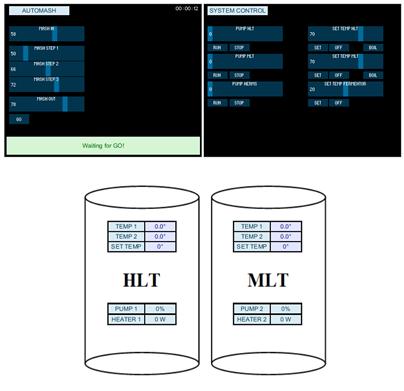 AUTOMASH
00:00:12
MASH IN
58
MASH STEP 1
50
MASH STEP 2
66
MASH STEP 3
72
MASH OUT
78
60
Waiting for GO!
SYSTEM CONTROL
PUMP HLT
0
RUN STOP
PUMP MLT
0
RUN STOP
PUMP HERMS
0
RUN STOP
SET TEMP HLT
70
SET OFF BOIL
SET TEMP MLT
70
SET OFF BOIL
SET TEMP FERMENTOR
20
SET OFF
TEMP 1 0.0°
TEMP 2 0.0°
SET TEMP 0°
HLT
PUMP 1 0%
HEATER 1 0 W
TEMP 1 0.0°
TEMP 2 0.0°
SET TEMP 0°
MLT
PUMP 2 0%
HEATER 2 0 W